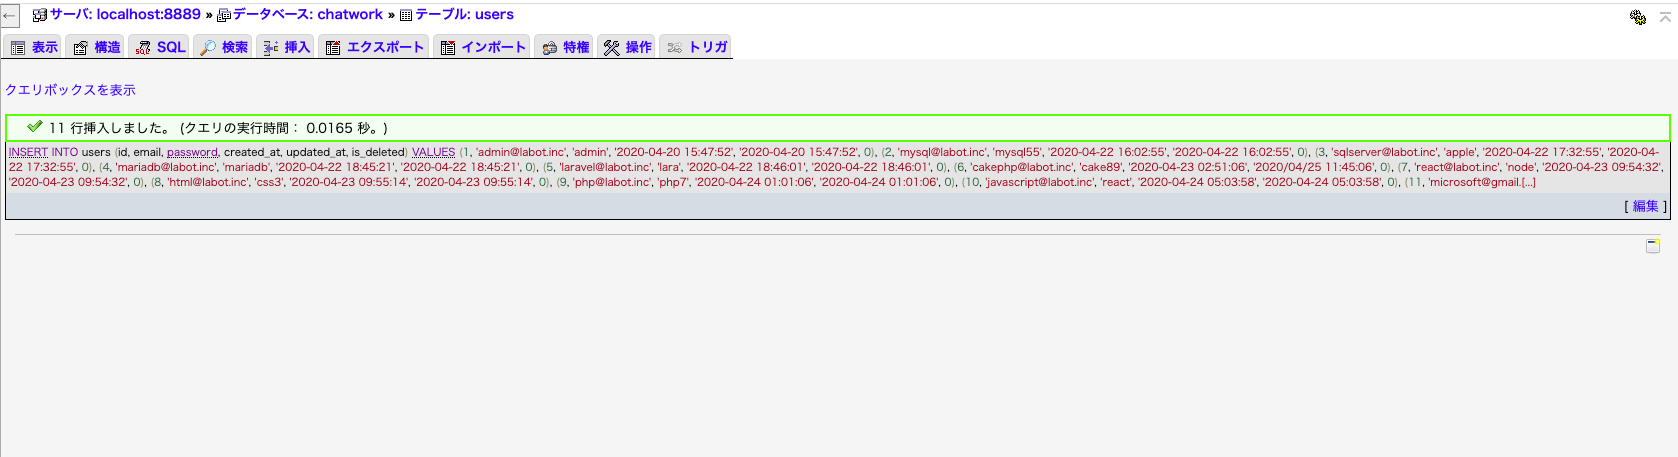 サーバ: localhost:8889 » データベース: chatwork » テーブル: users
表示 構造 SQL 検索 挿入 エクスポート インポート 特権 操作 トリガ
クエリボックスを表示
11 行挿入しました。 (クエリの実行時間： 0.0165 秒。)
INSERT INTO users (id, email, password, created_at, updated_at, is_deleted) VALUES (1, 'admin@labot.inc', 'admin', '2020-04-20 15:47:52', '2020-04-20 15:47:52', 0), (2, 'mysql@labot.inc', 'mysql55', '2020-04-22 16:02:55', '2020-04-22 16:02:55', 0), (3, 'sqlserver@labot.inc', 'apple', '2020-04-22 17:32:55', '2020-04-
22 17:32:55', 0), (4, 'mariadb@labot.inc', 'mariadb', '2020-04-22 18:45:21', '2020-04-22 18:45:21', 0), (5, 'laravel@labot.inc', 'lara', '2020-04-22 18:46:01', '2020-04-22 18:46:01', 0), (6, 'cakephp@labot.inc', 'cake89', '2020-04-23 02:51:06', '2020/04/25 11:45:06', 0), (7, 'react@labot.inc', 'node', '2020-04-23 09:54:32',
'2020-04-23 09:54:32', 0), (8, 'html@labot.inc', 'css3', '2020-04-23 09:55:14', '2020-04-23 09:55:14', 0), (9, 'php@labot.inc', 'php7', '2020-04-24 01:01:06', '2020-04-24 01:01:06', 0), (10, 'javascript@labot.inc', 'react', '2020-04-24 05:03:58', '2020-04-24 05:03:58', 0), (11, 'microsoft@gmail.[...]
[ 編集 ]